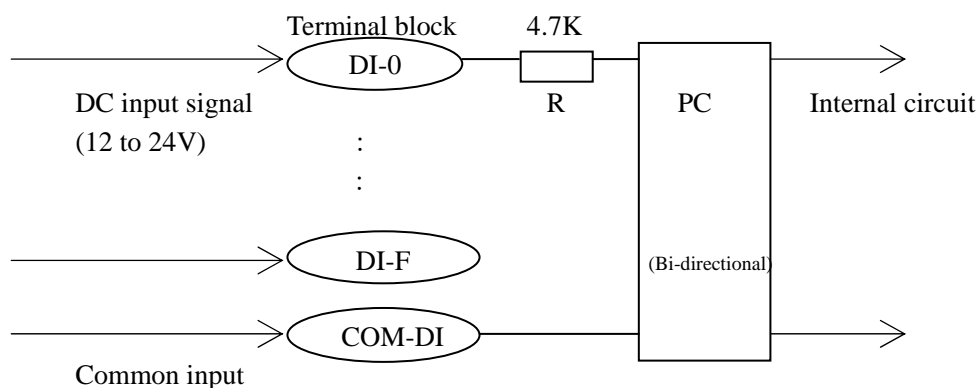 Terminal block
4.7K
DI-0
R
PC
DC input signal
(12 to 24V)
Internal circuit
:
:
DI-F
(Bi-directional)
COM-DI
Common input